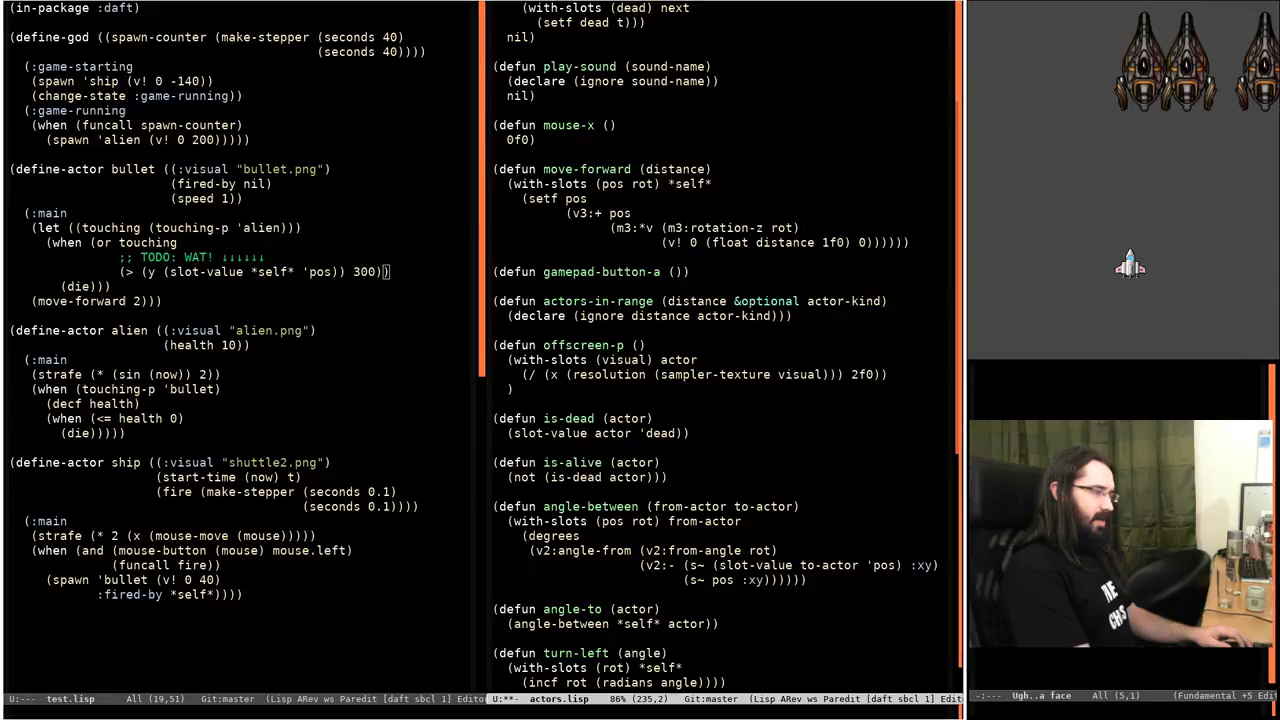 (in-package :daft)
(define-god ((spawn-counter (make-stepper (seconds 40)
(seconds 40))))
(:game-starting
(spawn 'ship (v! 0 -140))
(change-state :game-running))
(:game-running
(when (funcall spawn-counter)
(spawn 'alien (v! 0 200)))))
(define-actor bullet ((:visual "bullet.png")
(fired-by nil)
(speed 1))
(:main
(let ((touching (touching-p 'alien)))
(when (or touching
;; TODO: WAT! ↓↓↓↓↓↓
(> (y (slot-value *self* 'pos)) 300))
(die)))
(move-forward 2)))
(define-actor alien ((:visual "alien.png")
(health 10))
(:main
(strafe (* (sin (now)) 2))
(when (touching-p 'bullet)
(decf health)
(when (<= health 0)
(die)))))
(define-actor ship ((:visual "shuttle2.png")
(start-time (now) t)
(fire (make-stepper (seconds 0.1)
(seconds 0.1))))
(:main
(strafe (* 2 (x (mouse-move (mouse)))))
(when (and (mouse-button (mouse) mouse.left)
(funcall fire))
(spawn 'bullet (v! 0 40)
:fired-by *self*))))
U:--- test.lisp All (19,51) Git:master (Lisp ARev ws Paredit [daft sbcl 1] Edito
(with-slots (dead) next
(setf dead t)))
nil)
(defun play-sound (sound-name)
(declare (ignore sound-name))
nil)
(defun mouse-x ()
0f0)
(defun move-forward (distance)
(with-slots (pos rot) *self*
(setf pos
(v3:+ pos
(m3:*v (m3:rotation-z rot)
(v! 0 (float distance 1f0) 0))))))
(defun gamepad-button-a ())
(defun actors-in-range (distance &optional actor-kind)
(declare (ignore distance actor-kind)))
(defun offscreen-p ()
(with-slots (visual) actor
(/ (x (resolution (sampler-texture visual))) 2f0))
)
(defun is-dead (actor)
(slot-value actor 'dead))
(defun is-alive (actor)
(not (is-dead actor)))
(defun angle-between (from-actor to-actor)
(with-slots (pos rot) from-actor
(degrees
(v2:angle-from (v2:from-angle rot)
(v2:- (s~ (slot-value to-actor 'pos) :xy)
(s~ pos :xy))))))
(defun angle-to (actor)
(angle-between *self* actor))
(defun turn-left (angle)
(with-slots (rot) *self*
(incf rot (radians angle))))
U:**- actors.lisp 86% (235,2) Git:master (Lisp ARev ws Paredit [daft sbcl 1] Edito
-:--- Ugh..a face All (5,1) (Fundamental +5 Edit